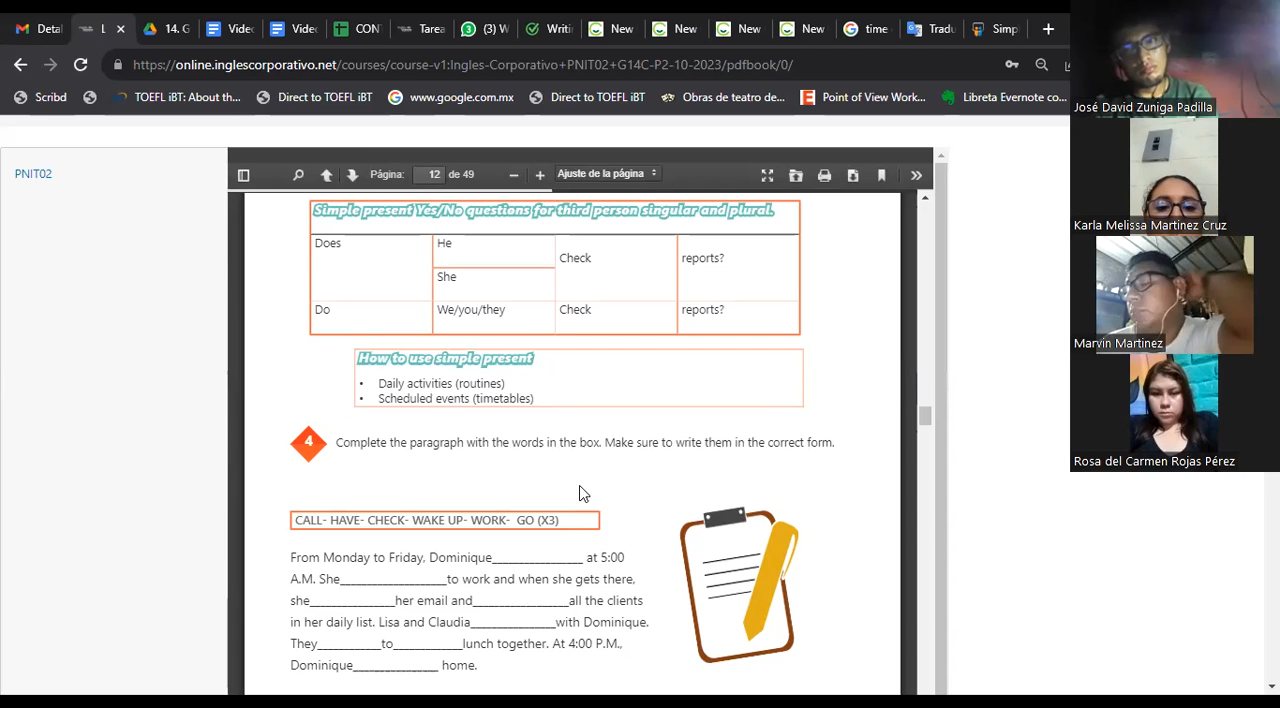 Detal
L
14. G
Video
Video
CON
Tarea
(3) W
Writi
New
New
New
New
time
Tradu
Simp
https://online.inglescorporativo.net/courses/course-v1:Ingles-Corporativo+PNIT02+G14C-P2-10-2023/pdfbook/0/
Scribd
TOEFL iBT: About th...
Direct to TOEFL iBT
www.google.com.mx
Direct to TOEFL iBT
Obras de teatro de...
Point of View Work...
Libreta Evernote co...
PNIT02
Página: 12 de 49
Ajuste de la página
Simple present Yes/No questions for third person singular and plural.
Does He Check reports?
She
Do We/you/they Check reports?
How to use simple present
• Daily activities (routines)
• Scheduled events (timetables)
4 Complete the paragraph with the words in the box. Make sure to write them in the correct form.
CALL- HAVE- CHECK- WAKE UP- WORK- GO (X3)
From Monday to Friday, Dominique______________ at 5:00
A.M. She________________to work and when she gets there,
she_____________her email and______________all the clients
in her daily list. Lisa and Claudia_____________with Dominique.
They__________to___________lunch together. At 4:00 P.M.,
Dominique_____________ home.
José David Zuniga Padilla
Karla Melissa Martinez Cruz
Marvin Martinez
Rosa del Carmen Rojas Pérez